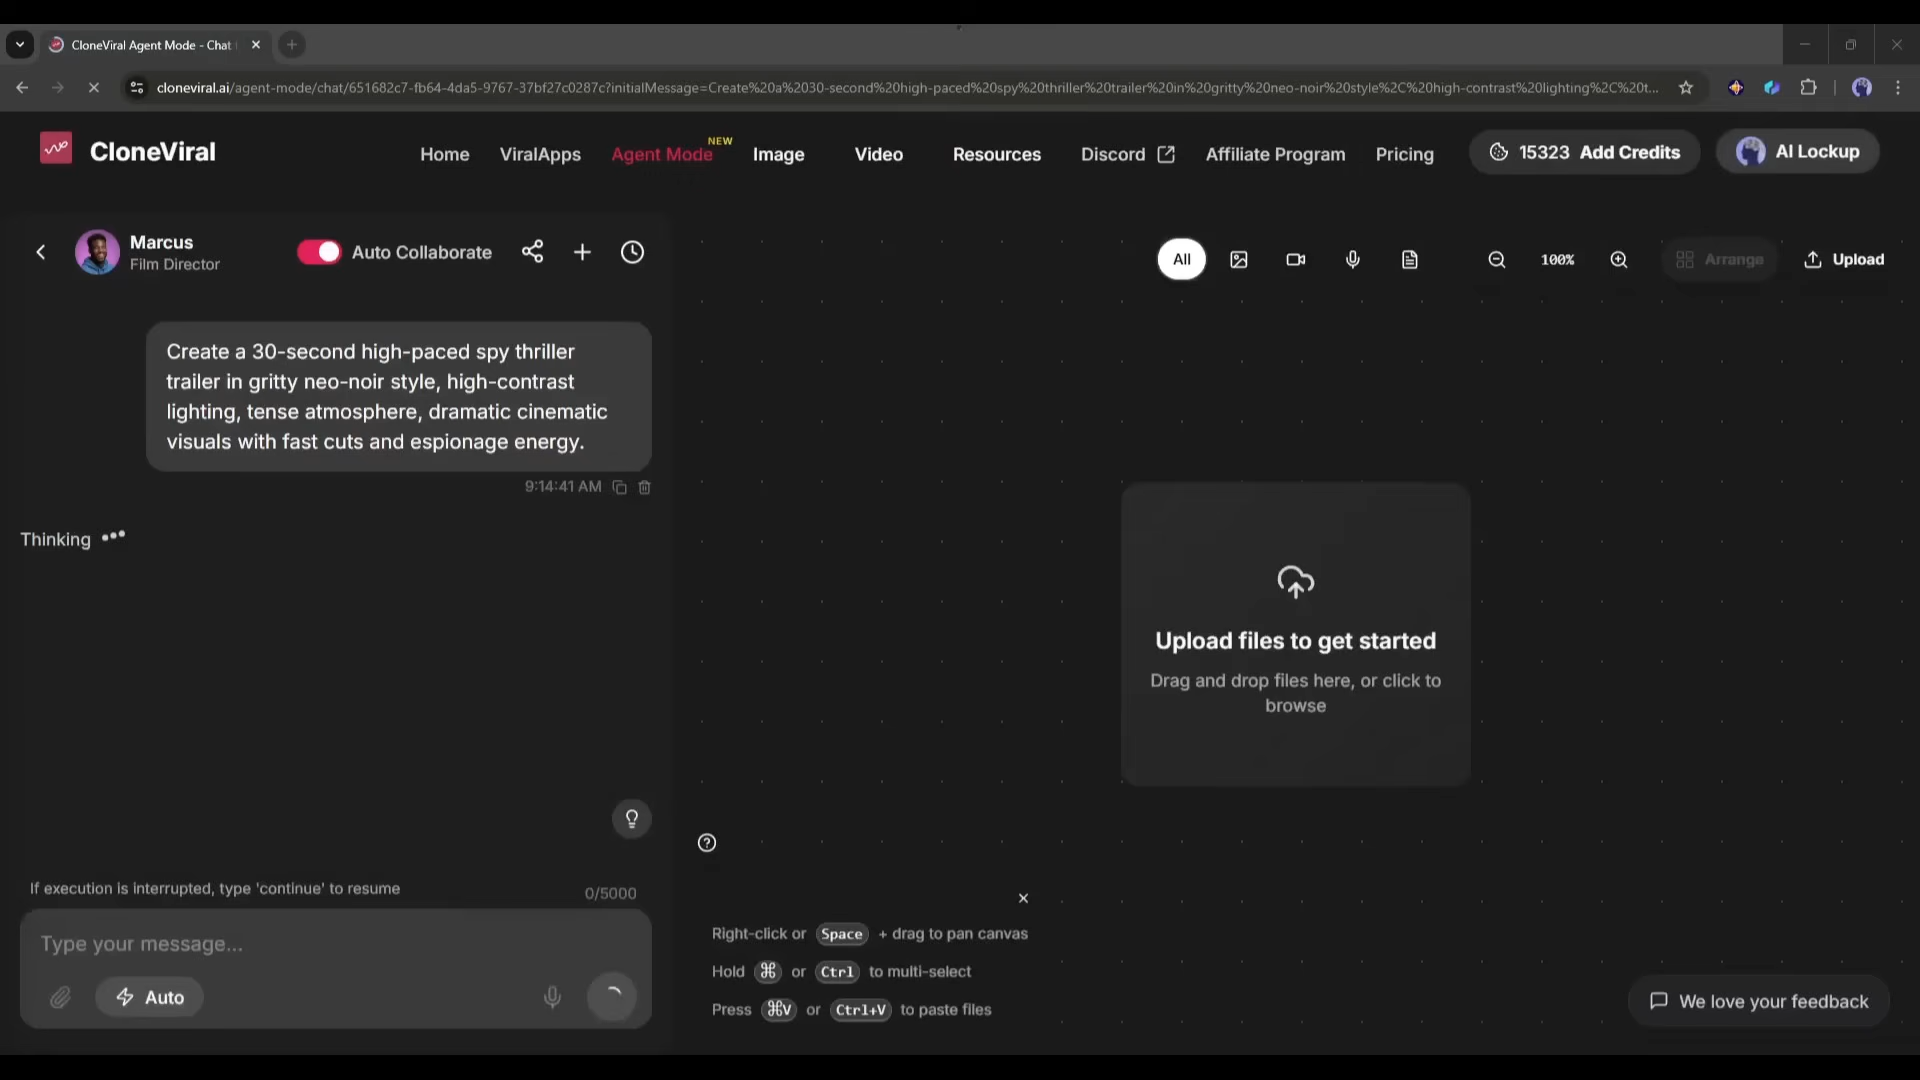 CloneViral Agent Mode - Chat
cloneviral.ai/agent-mode/chat/651682c7-fb64-4da5-9767-37bf27c0287c?initialMessage=Create%20a%2030-second%20high-paced%20spy%20thriller%20trailer%20in%20gritty%20neo-noir%20style%2C%20high-contrast%20lighting%2C%20t...
CloneViral
Home
ViralApps
Agent Mode
NEW
Image
Video
Resources
Discord
Affiliate Program
Pricing
15323 Add Credits
AI Lockup
Marcus
Film Director
Auto Collaborate
All
100%
Arrange
Upload
Create a 30-second high-paced spy thriller
trailer in gritty neo-noir style, high-contrast
lighting, tense atmosphere, dramatic cinematic
visuals with fast cuts and espionage energy.
9:14:41 AM
Thinking
Upload files to get started
Drag and drop files here, or click to
browse
If execution is interrupted, type 'continue' to resume
0/5000
Type your message...
Auto
Right-click or Space + drag to pan canvas
Hold ⌘ or Ctrl to multi-select
Press ⌘V or Ctrl+V to paste files
We love your feedback